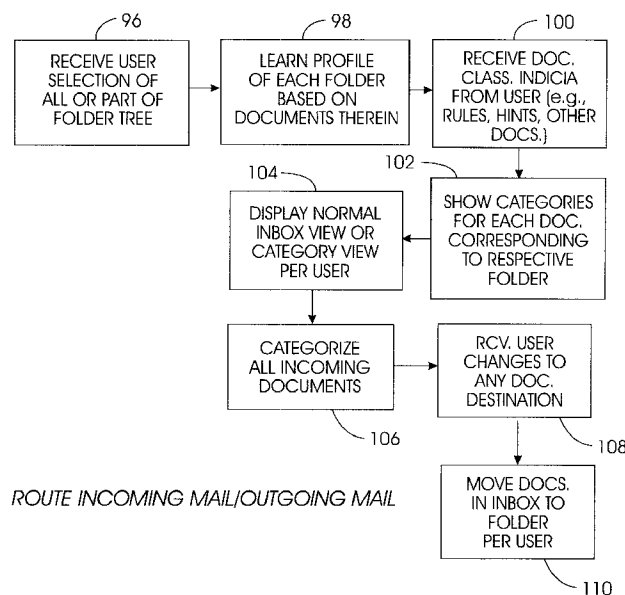 96
98
100
RECEIVE USER
SELECTION OF
ALL OR PART OF
FOLDER TREE
LEARN PROFILE
OF EACH FOLDER
BASED ON
DOCUMENTS THEREIN
RECEIVE DOC.
CLASS. INDICIA
FROM USER (e.g.,
RULES, HINTS, OTHER
DOCS.)
104
102
DISPLAY NORMAL
INBOX VIEW OR
CATEGORY VIEW
PER USER
SHOW CATEGORIES
FOR EACH DOC.
CORRESPONDING
TO RESPECTIVE
FOLDER
CATEGORIZE
ALL INCOMING
DOCUMENTS
RCV. USER
CHANGES TO
ANY DOC.
DESTINATION
106
108
ROUTE INCOMING MAIL/OUTGOING MAIL
MOVE DOCS.
IN INBOX TO
FOLDER
PER USER
110